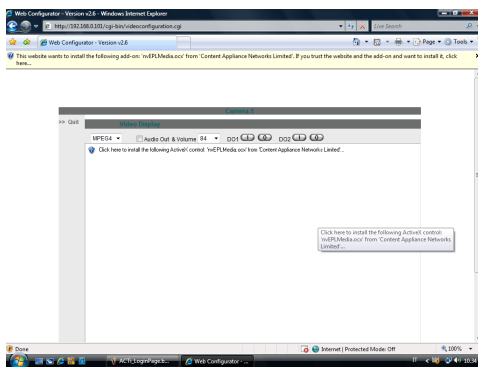 Web Configurator - Version v2.6 - Windows Internet Explorer
http://192.168.0.101/cgi-bin/videoconfiguration.cgi
Live Search
Web Configurator - Version v2.6
Page
Tools
This website wants to install the following add-on: 'nvEPLMedia.ocx' from 'Content Appliance Networks Limited'. If you trust the website and the add-on and want to install it, click
here...
Camera 1
>> Quit
Video Display
MPEG4
Audio Out & Volume
84
DO1
DO2
Click here to install the following ActiveX control: 'nvEPLMedia.ocx' from 'Content Appliance Networks Limited'...
Click here to install the following ActiveX control:
'nvEPLMedia.ocx' from 'Content Appliance Networks
Limited'...
Done
Internet | Protected Mode: Off
100%
ACTi_LoginPage.b...
Web Configurator - ...
IT
10.34